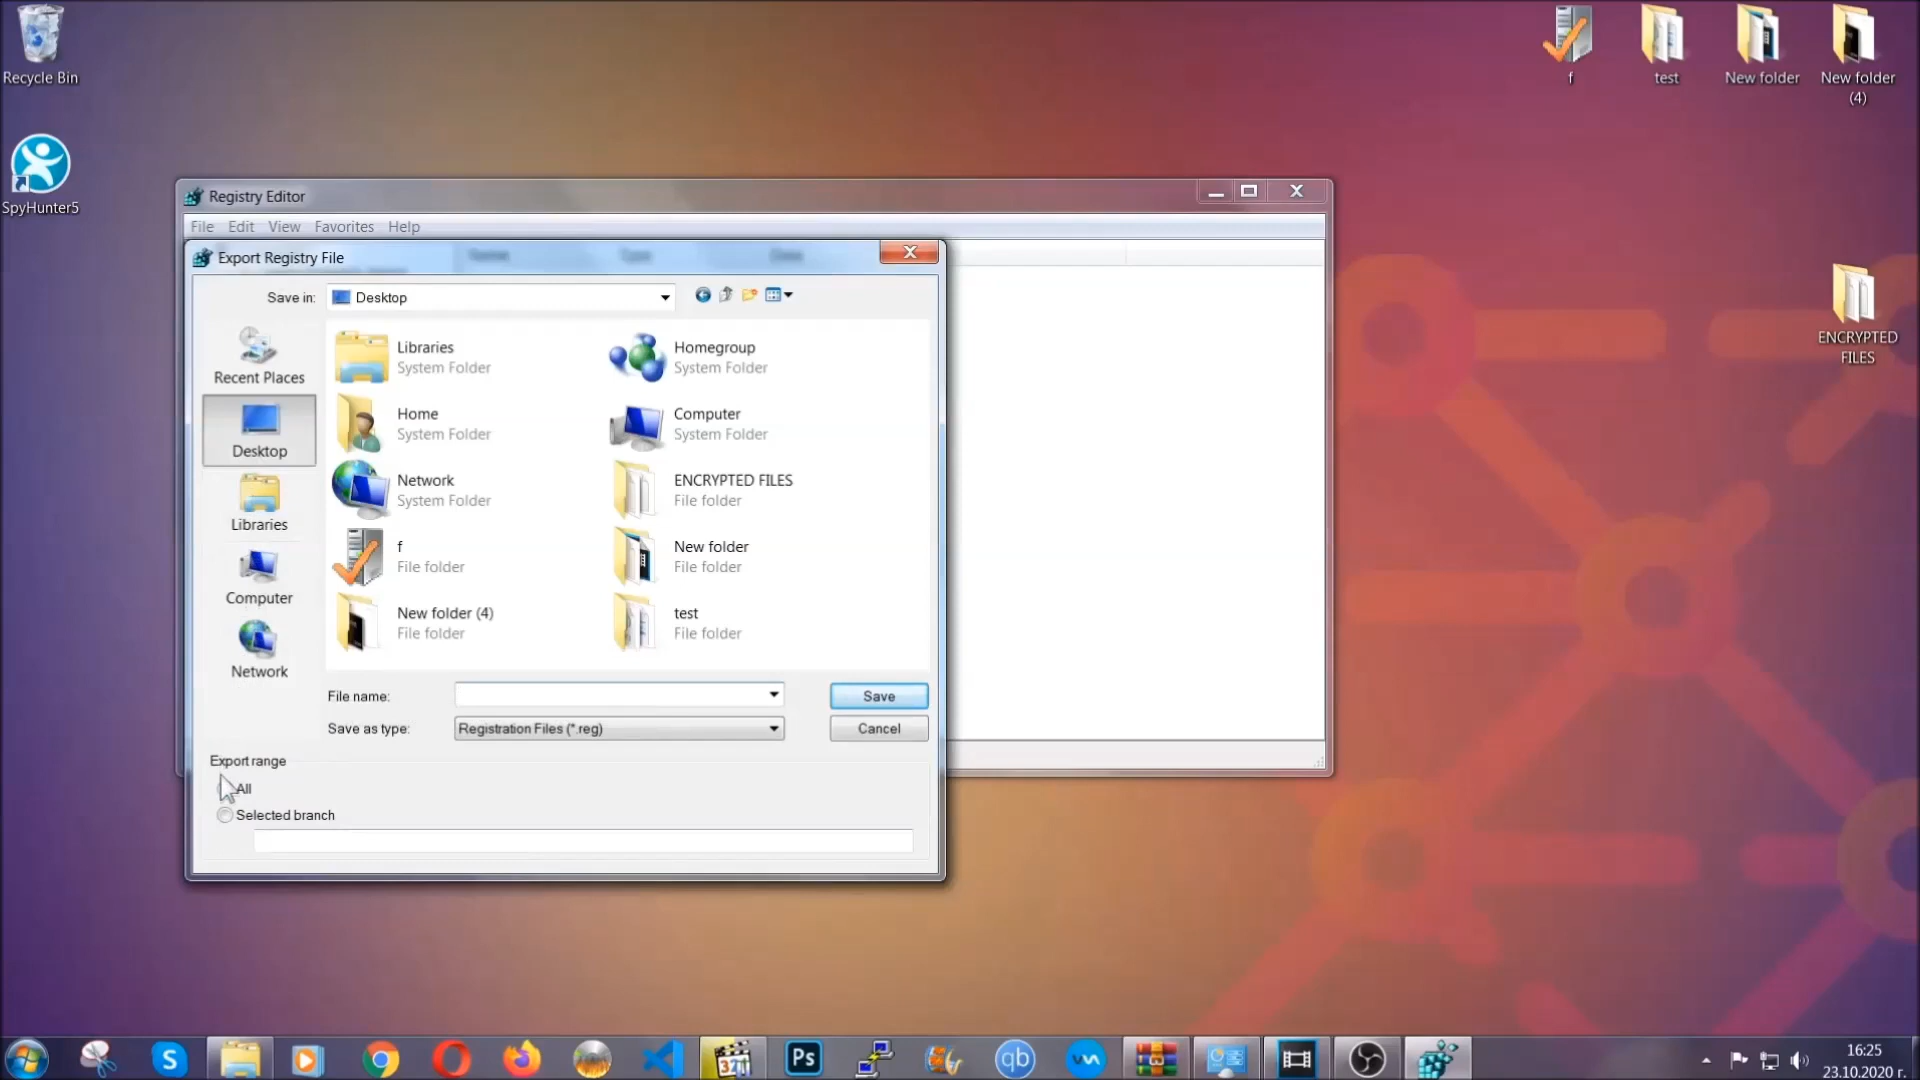 Recycle Bin
SpyHunter5
f
test
New folder
New folder
(4)
ENCRYPTED
FILES
Registry Editor
File Edit View Favorites Help
Export Registry File
Save in: Desktop
Recent Places
Desktop
Libraries
Computer
Network
Libraries
System Folder
Homegroup
System Folder
Home
System Folder
Computer
System Folder
Network
System Folder
ENCRYPTED FILES
File folder
f
File folder
New folder
File folder
New folder (4)
File folder
test
File folder
File name:
Save
Save as type: Registration Files (*.reg)
Cancel
Export range
All
Selected branch
S
321
Ps
qb
16:25
23.10.2020 г.